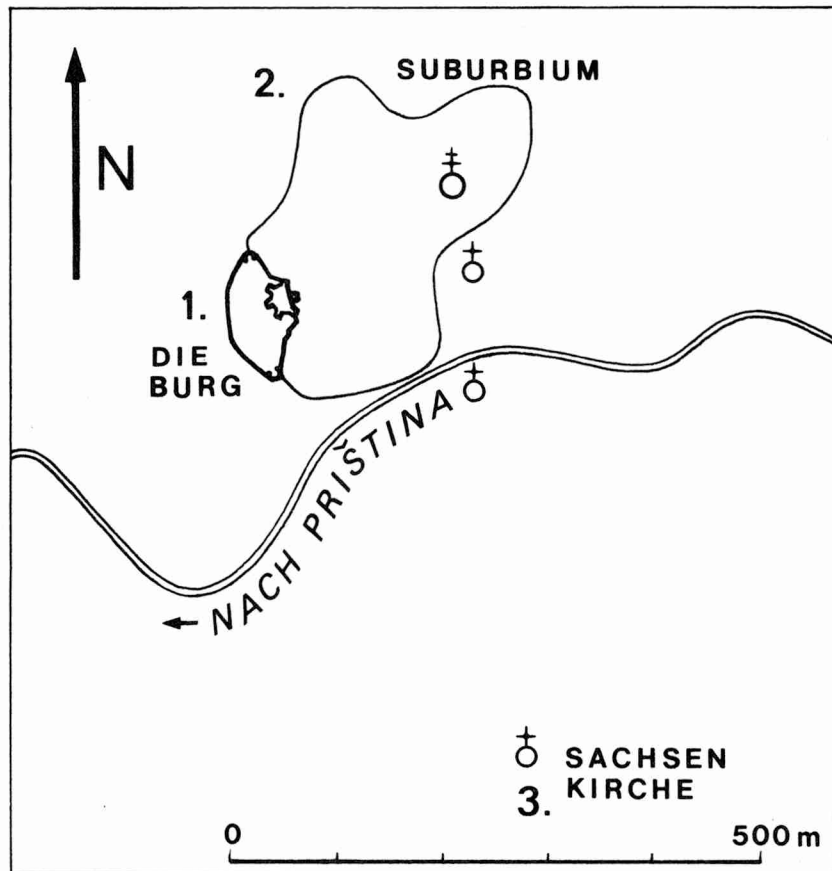 2.
SUBURBIUM
N
1.
DIE
BURG
NACH PRIŠTINA
SACHSEN
KIRCHE
3.
0
500 m